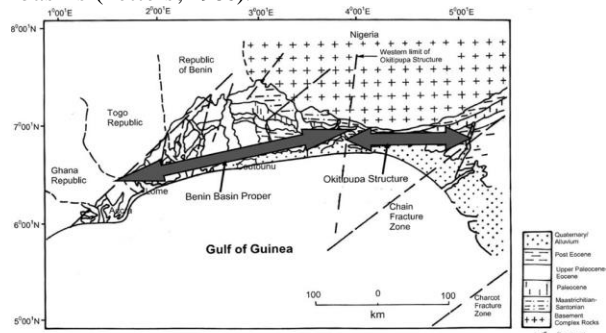 1°00'E 2°00'E 3°00'E 4°00'E 5°00'E
8°00'N
Nigeria
Western limit of
Okitipupa Structure
Republic
of Benin
Togo
Republic
7°00'N
Ghana
Republic
Lome
Benin Basin Proper
Okitipupa Structure
6°00'N
Chain
Fracture
Zone
Gulf of Guinea
5°00'N
100 0 100
km
Charcot
Fracture
Zone
Quaternary/
Alluvium
Post Eocene
Upper Paleocene
Eocene
Paleocene
Maastrichtian-
Santonian
Basement
Complex Rocks